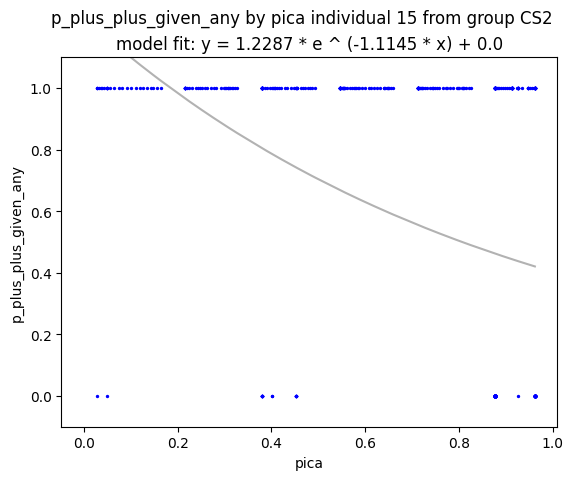 p_plus_plus_given_any by pica individual 15 from group CS2
model fit: y = 1.2287 * e ^ (-1.1145 * x) + 0.0
1.0
0.8
0.6
0.4
0.2
0.0
p_plus_plus_given_any
0.0 0.2 0.4 0.6 0.8 1.0
pica